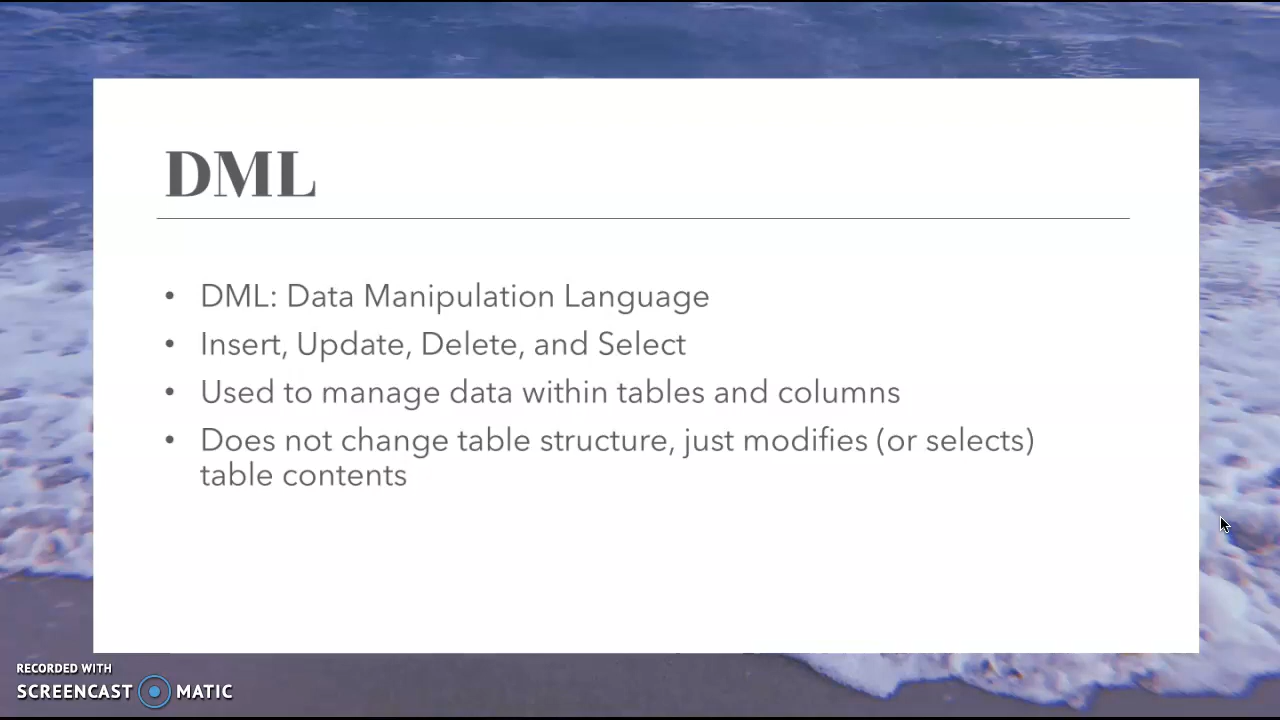 DML
• DML: Data Manipulation Language
• Insert, Update, Delete, and Select
• Used to manage data within tables and columns
• Does not change table structure, just modifies (or selects)
table contents
RECORDED WITH
SCREENCAST MATIC